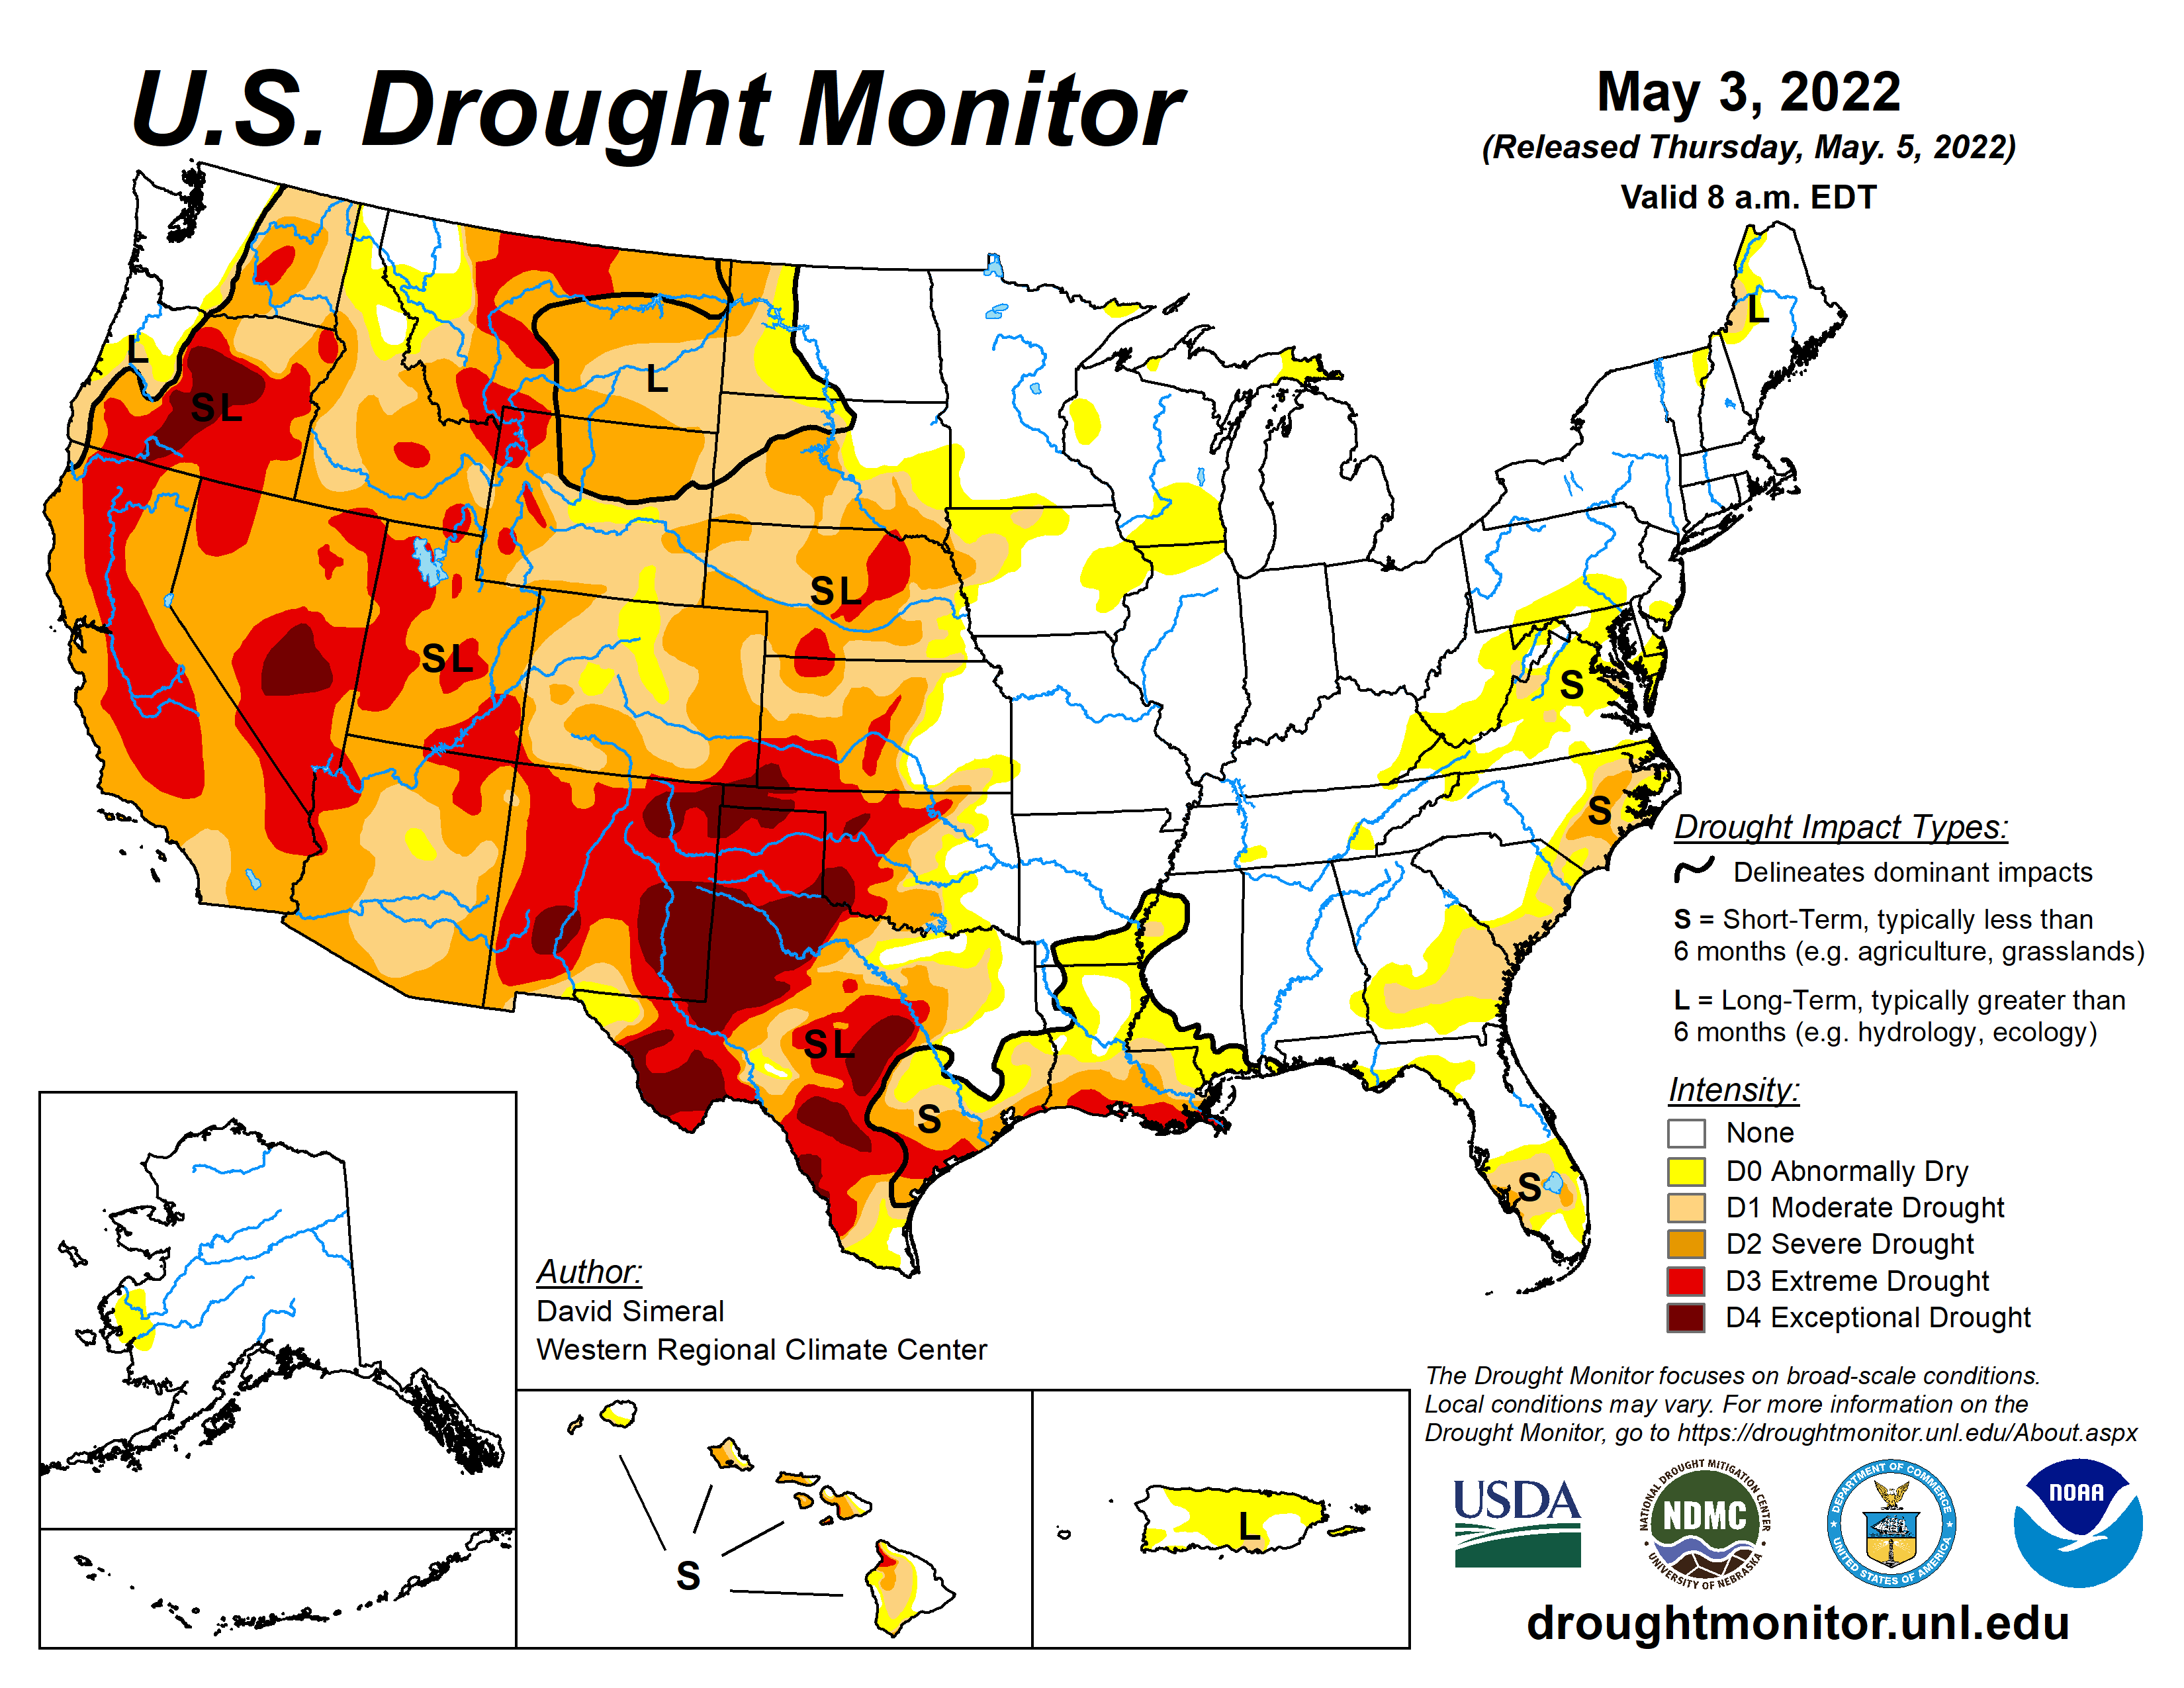 U.S. Drought Monitor
May 3, 2022
(Released Thursday, May. 5, 2022)
Valid 8 a.m. EDT
L
L
L
SL
SL
SL
S
S
SL
S
S
Drought Impact Types:
Delineates dominant impacts
S = Short-Term, typically less than
6 months (e.g. agriculture, grasslands)
L = Long-Term, typically greater than
6 months (e.g. hydrology, ecology)
Intensity:
None
D0 Abnormally Dry
D1 Moderate Drought
D2 Severe Drought
D3 Extreme Drought
D4 Exceptional Drought
Author:
David Simeral
Western Regional Climate Center
S
L
The Drought Monitor focuses on broad-scale conditions.
Local conditions may vary. For more information on the
Drought Monitor, go to https://droughtmonitor.unl.edu/About.aspx
USDA
NATIONAL DROUGHT MITIGATION CENTER
NDMC
UNIVERSITY OF NEBRASKA
DEPARTMENT OF COMMERCE
UNITED STATES OF AMERICA
NOAA
droughtmonitor.unl.edu